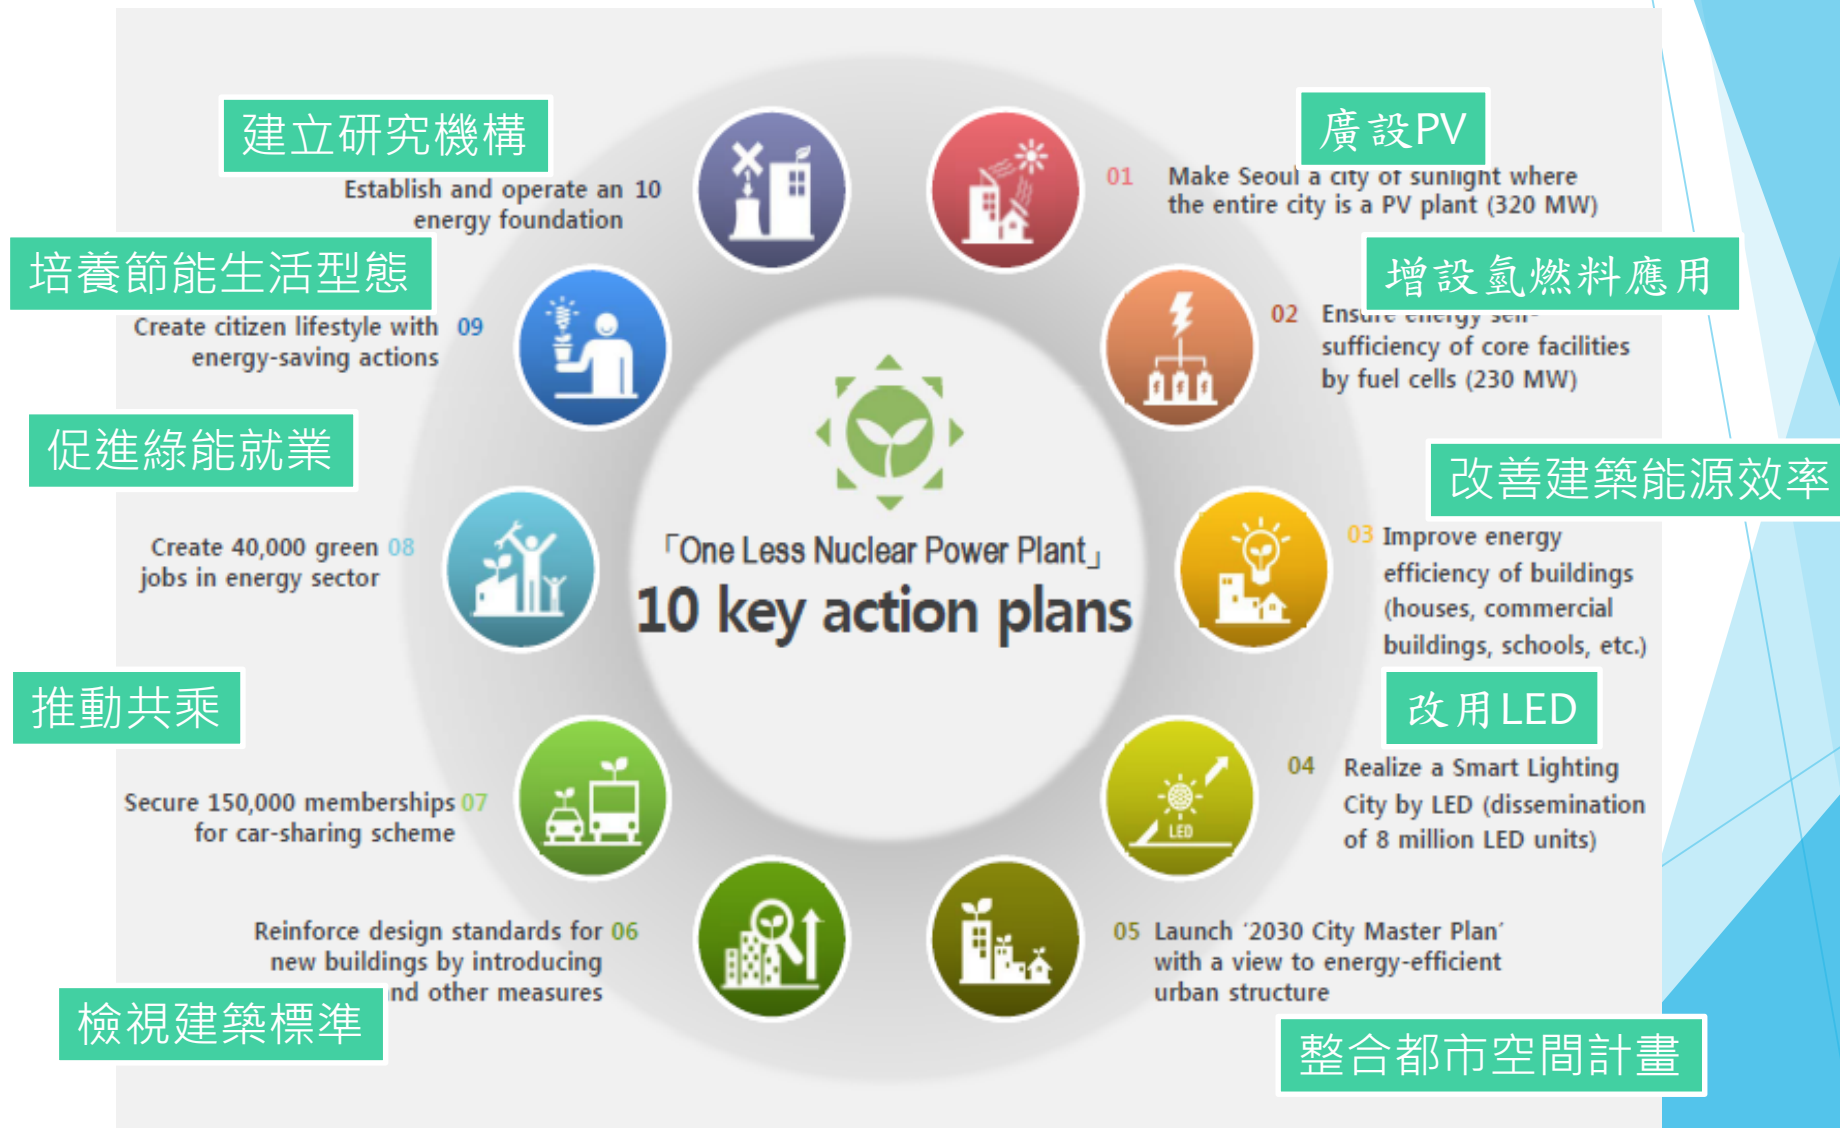 「One Less Nuclear Power Plant」
10 key action plans
廣設PV
01 Make Seoul a city of sunlight where
the entire city is a PV plant (320 MW)
增設氫燃料應用
02 Ensure energy self-
sufficiency of core facilities
by fuel cells (230 MW)
改善建築能源效率
03 Improve energy
efficiency of buildings
(houses, commercial
buildings, schools, etc.)
改用LED
04 Realize a Smart Lighting
City by LED (dissemination
of 8 million LED units)
LED
05 Launch ‘2030 City Master Plan’
with a view to energy-efficient
urban structure
整合都市空間計畫
Reinforce design standards for 06
new buildings by introducing
and other measures
檢視建築標準
推動共乘
Secure 150,000 memberships 07
for car-sharing scheme
促進綠能就業
Create 40,000 green 08
jobs in energy sector
培養節能生活型態
Create citizen lifestyle with 09
energy-saving actions
建立研究機構
Establish and operate an 10
energy foundation